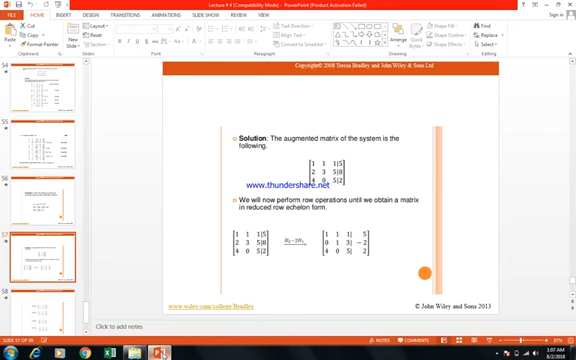 Lecture # 4 [Compatibility Mode] - PowerPoint (Product Activation Failed)
FILE HOME INSERT DESIGN TRANSITIONS ANIMATIONS SLIDE SHOW REVIEW VIEW
Sign in
Paste
Cut
Copy
Format Painter
New Slide
Layout
Reset
Section
Text Direction
Align Text
Convert to SmartArt
Arrange
Quick Styles
Shape Fill
Shape Outline
Shape Effects
Find
Replace
Select
Clipboard
Slides
Font
Paragraph
Drawing
Editing
54
55
56
57
58
Copyright© 2008 Teresa Bradley and John Wiley & Sons Ltd
Solution: The augmented matrix of the system is the
following.
1 1 1|5
2 3 5|8
4 0 5|2
www.thundershare.net
We will now perform row operations until we obtain a matrix
in reduced row echelon form.
1 1 1|5
2 3 5|8
4 0 5|2
R₂−2R₁
1 1 1| 5
0 1 3| −2
4 0 5| 2
www.wiley.com/college/Bradley
© John Wiley and Sons 2013
Click to add notes
SLIDE 57 OF 59
NOTES
COMMENTS
87%
1:07 AM
8/2/2018